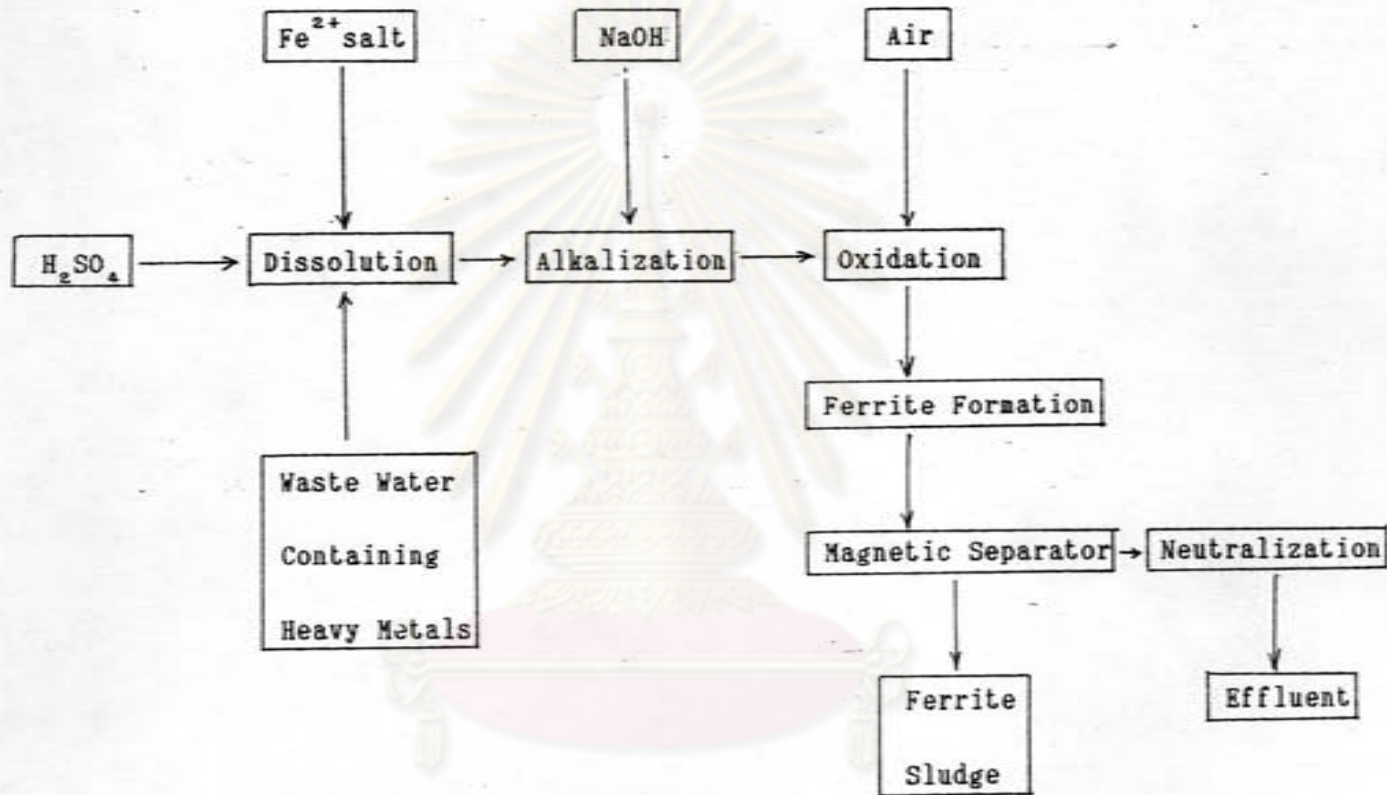 Fe²⁺ salt
NaOH
Air
H₂SO₄
Dissolution
Alkalization
Oxidation
Ferrite Formation
Waste Water
Containing
Heavy Metals
Magnetic Separator
Neutralization
Ferrite
Sludge
Effluent